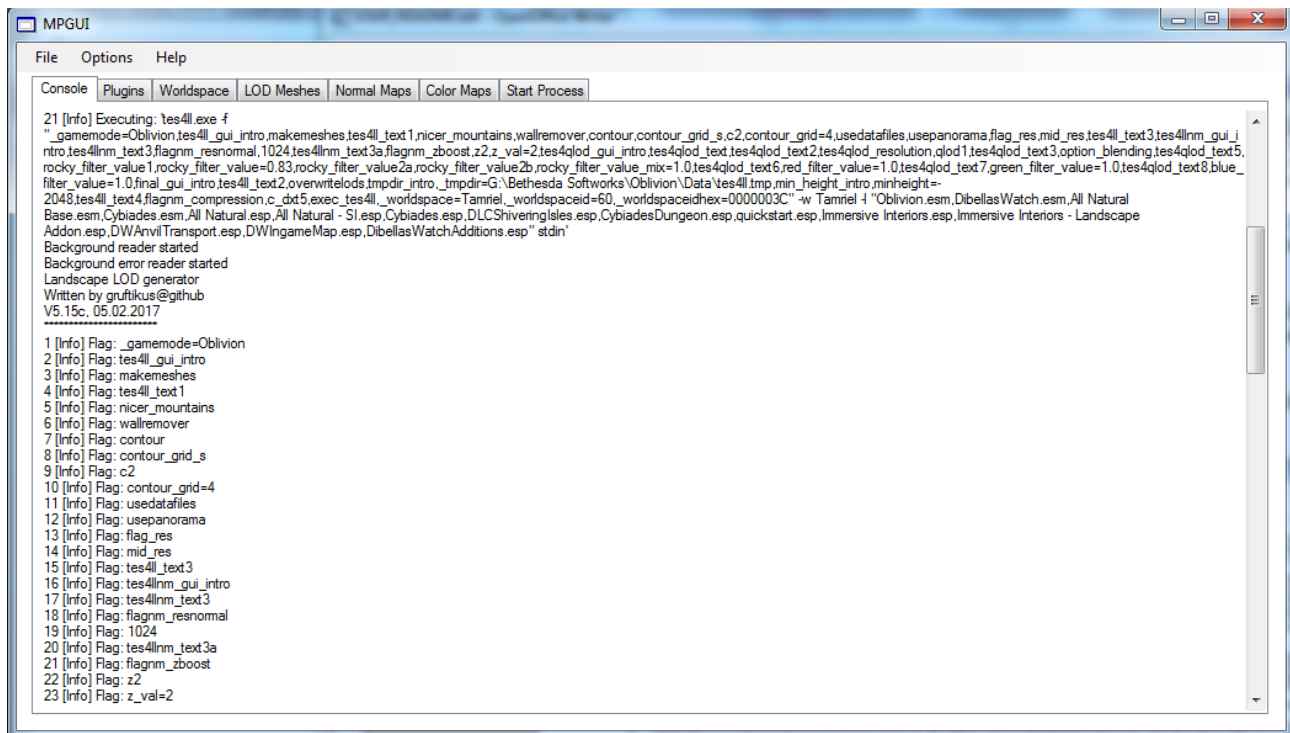 MPGUI
File Options Help
Console Plugins Worldspace LOD Meshes Normal Maps Color Maps Start Process
21 [Info] Executing: 'tes4ll.exe -f
"_gamemode=Oblivion,tes4ll_gui_intro,makemeshes,tes4ll_text1,nicer_mountains,wallremover,contour,contour_grid_s,c2,contour_grid=4,usedatafiles,usepanorama,flag_res,mid_res,tes4ll_text3,tes4llnm_gui_i
ntro,tes4llnm_text3,flagnm_resnormal,1024,tes4llnm_text3a,flagnm_zboost,z2,z_val=2,tes4qlod_gui_intro,tes4qlod_text,tes4qlod_text2,tes4qlod_resolution,qlod1,tes4qlod_text3,option_blending,tes4qlod_text5,
rocky_filter_value1,rocky_filter_value=0.83,rocky_filter_value2a,rocky_filter_value2b,rocky_filter_value_mix=1.0,tes4qlod_text6,red_filter_value=1.0,tes4qlod_text7,green_filter_value=1.0,tes4qlod_text8,blue_
filter_value=1.0,final_gui_intro,tes4ll_text2,overwritelods,tmpdir_intro,_tmpdir=G:\Bethesda Softworks\Oblivion\Data\tes4ll.tmp,min_height_intro,minheight=-
2048,tes4ll_text4,flagnm_compression,c_dxt5,exec_tes4ll,_worldspace=Tamriel,_worldspaceid=60,_worldspaceidhex=0000003C" -w Tamriel -l "Oblivion.esm,DibellasWatch.esm,All Natural
Base.esm,Cybiades.esm,All Natural.esp,All Natural - SI.esp,Cybiades.esp,DLCShiveringIsles.esp,CybiadesDungeon.esp,quickstart.esp,Immersive Interiors.esp,Immersive Interiors - Landscape
Addon.esp,DWAnvilTransport.esp,DWIngameMap.esp,DibellasWatchAdditions.esp" stdin'
Background reader started
Background error reader started
Landscape LOD generator
Written by gruftikus@github
V5.15c, 05.02.2017
***********************
1 [Info] Flag: _gamemode=Oblivion
2 [Info] Flag: tes4ll_gui_intro
3 [Info] Flag: makemeshes
4 [Info] Flag: tes4ll_text1
5 [Info] Flag: nicer_mountains
6 [Info] Flag: wallremover
7 [Info] Flag: contour
8 [Info] Flag: contour_grid_s
9 [Info] Flag: c2
10 [Info] Flag: contour_grid=4
11 [Info] Flag: usedatafiles
12 [Info] Flag: usepanorama
13 [Info] Flag: flag_res
14 [Info] Flag: mid_res
15 [Info] Flag: tes4ll_text3
16 [Info] Flag: tes4llnm_gui_intro
17 [Info] Flag: tes4llnm_text3
18 [Info] Flag: flagnm_resnormal
19 [Info] Flag: 1024
20 [Info] Flag: tes4llnm_text3a
21 [Info] Flag: flagnm_zboost
22 [Info] Flag: z2
23 [Info] Flag: z_val=2